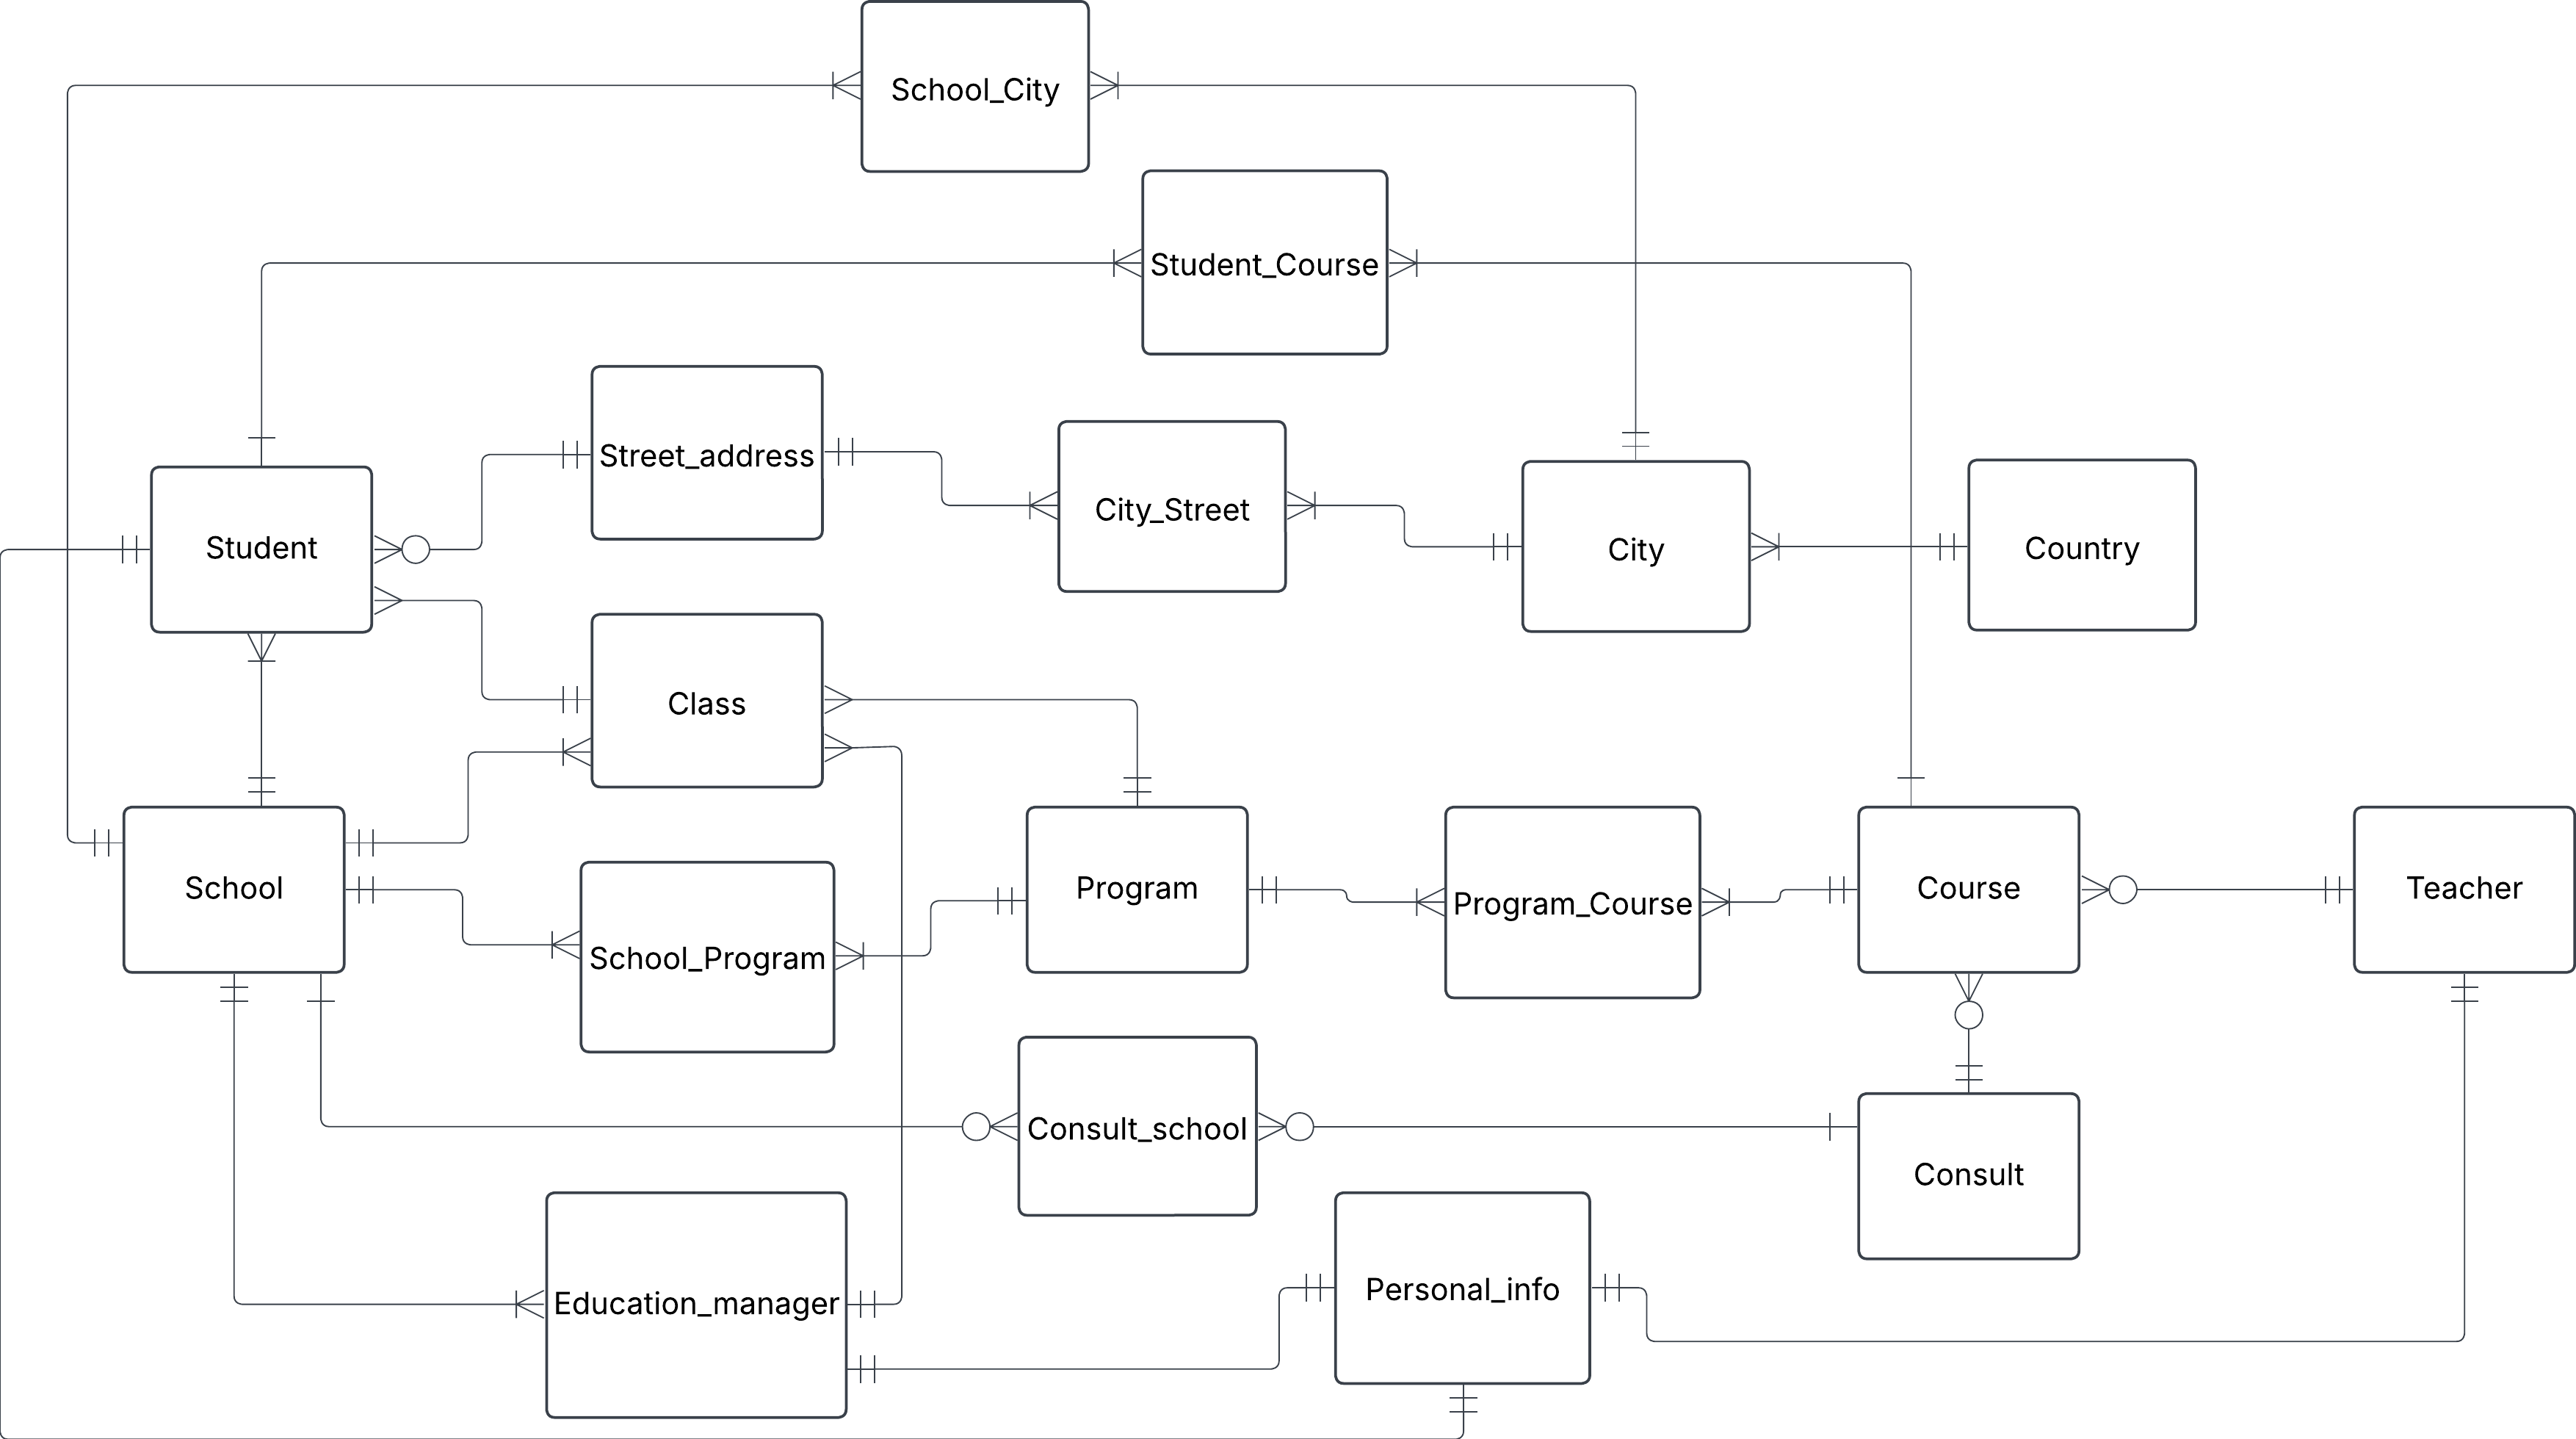 School_City
Student_Course
Street_address
City_Street
Student
City
Country
Class
School
Program
Program_Course
Course
Teacher
School_Program
Consult_school
Consult
Education_manager
Personal_info